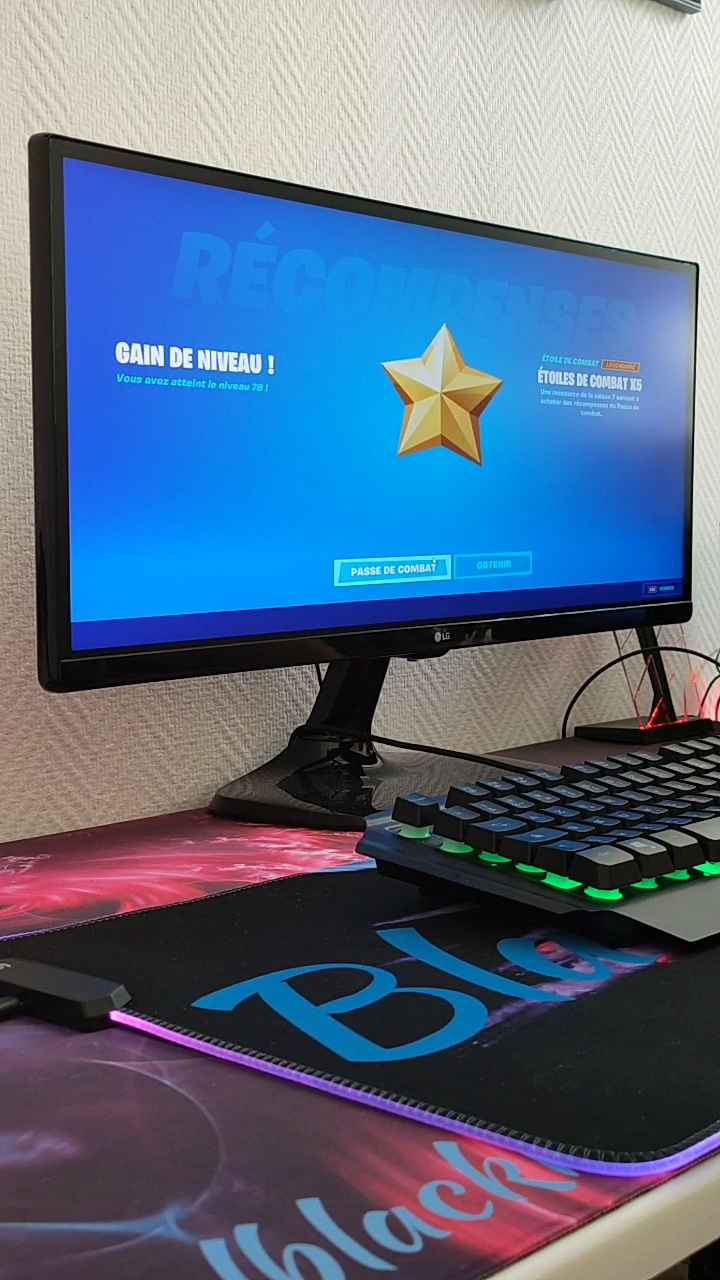 RÉCOMPENSES
GAIN DE NIVEAU !
Vous avez atteint le niveau 78 !
ÉTOILE DE COMBAT LÉGENDAIRE
ÉTOILES DE COMBAT X5
Une ressource de la saison 7 servant à
acheter des récompenses du Passe de
combat.
PASSE DE COMBAT
OBTENIR
LG
Bla
black